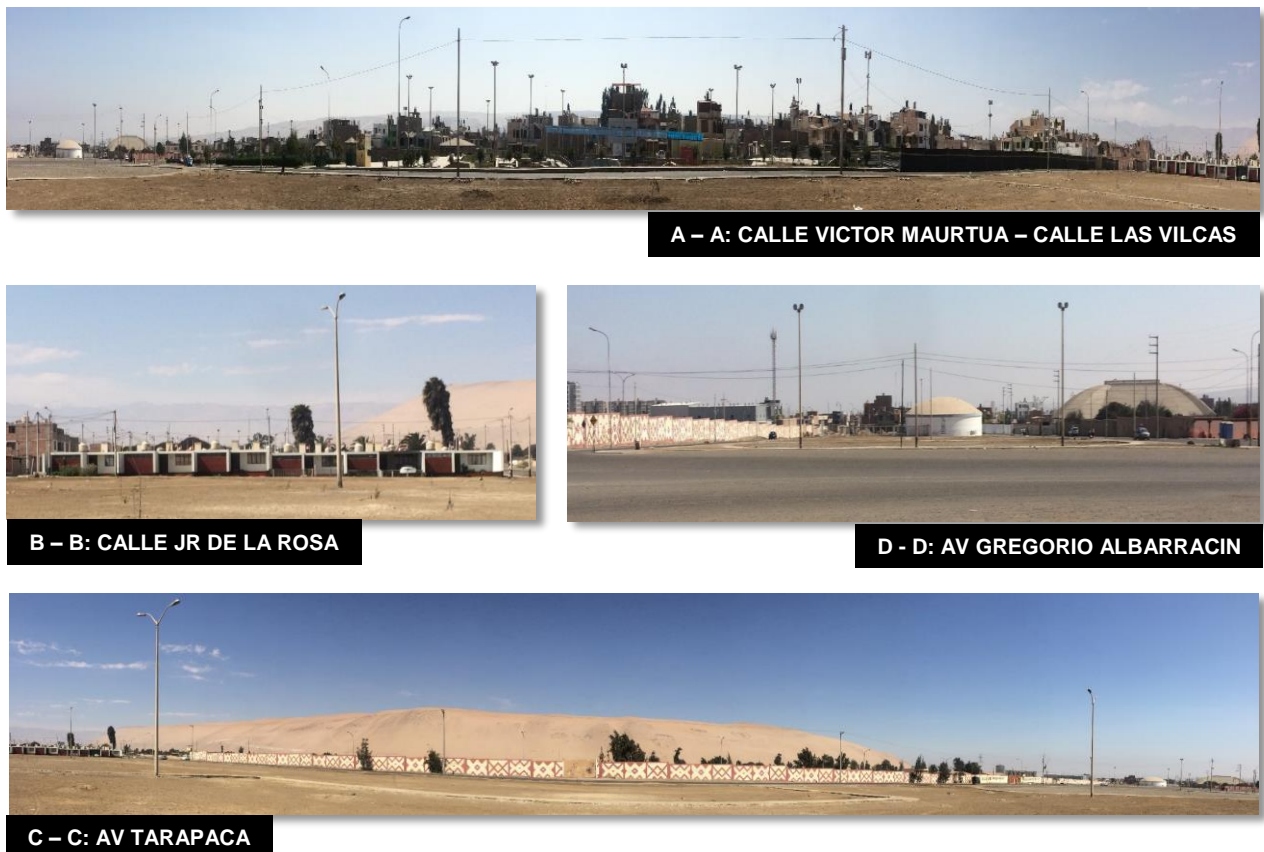 A – A: CALLE VICTOR MAURTUA – CALLE LAS VILCAS
B – B: CALLE JR DE LA ROSA
D - D: AV GREGORIO ALBARRACIN
C – C: AV TARAPACA